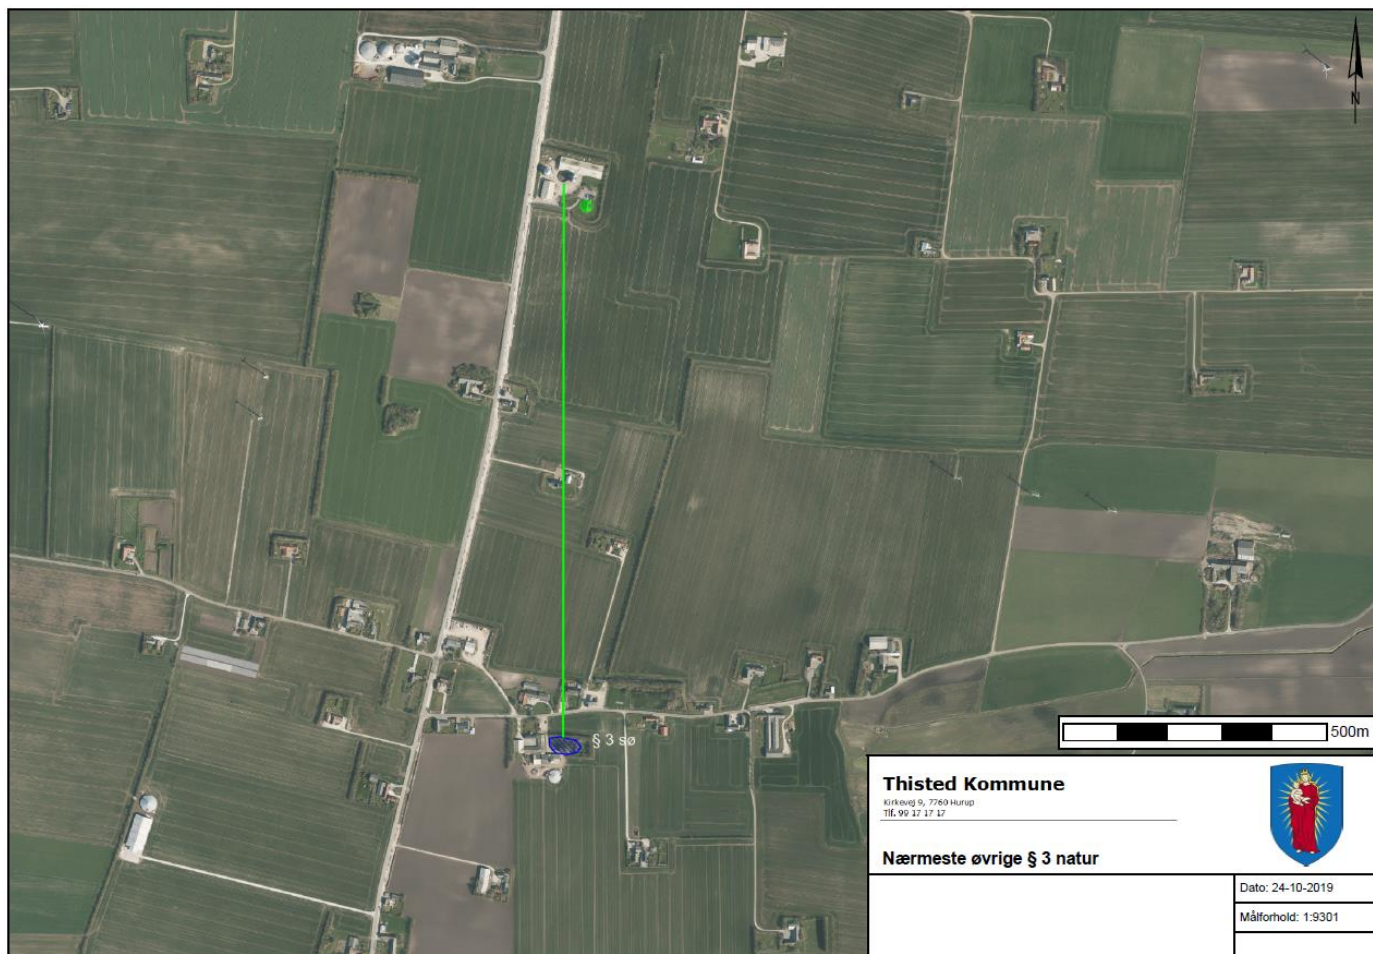 N
§ 3 sø
500m
Thisted Kommune
Kirkevej 9, 7760 Hurup
Tlf. 99 17 17 17
Nærmeste øvrige § 3 natur
Dato: 24-10-2019
Målforhold: 1:9301